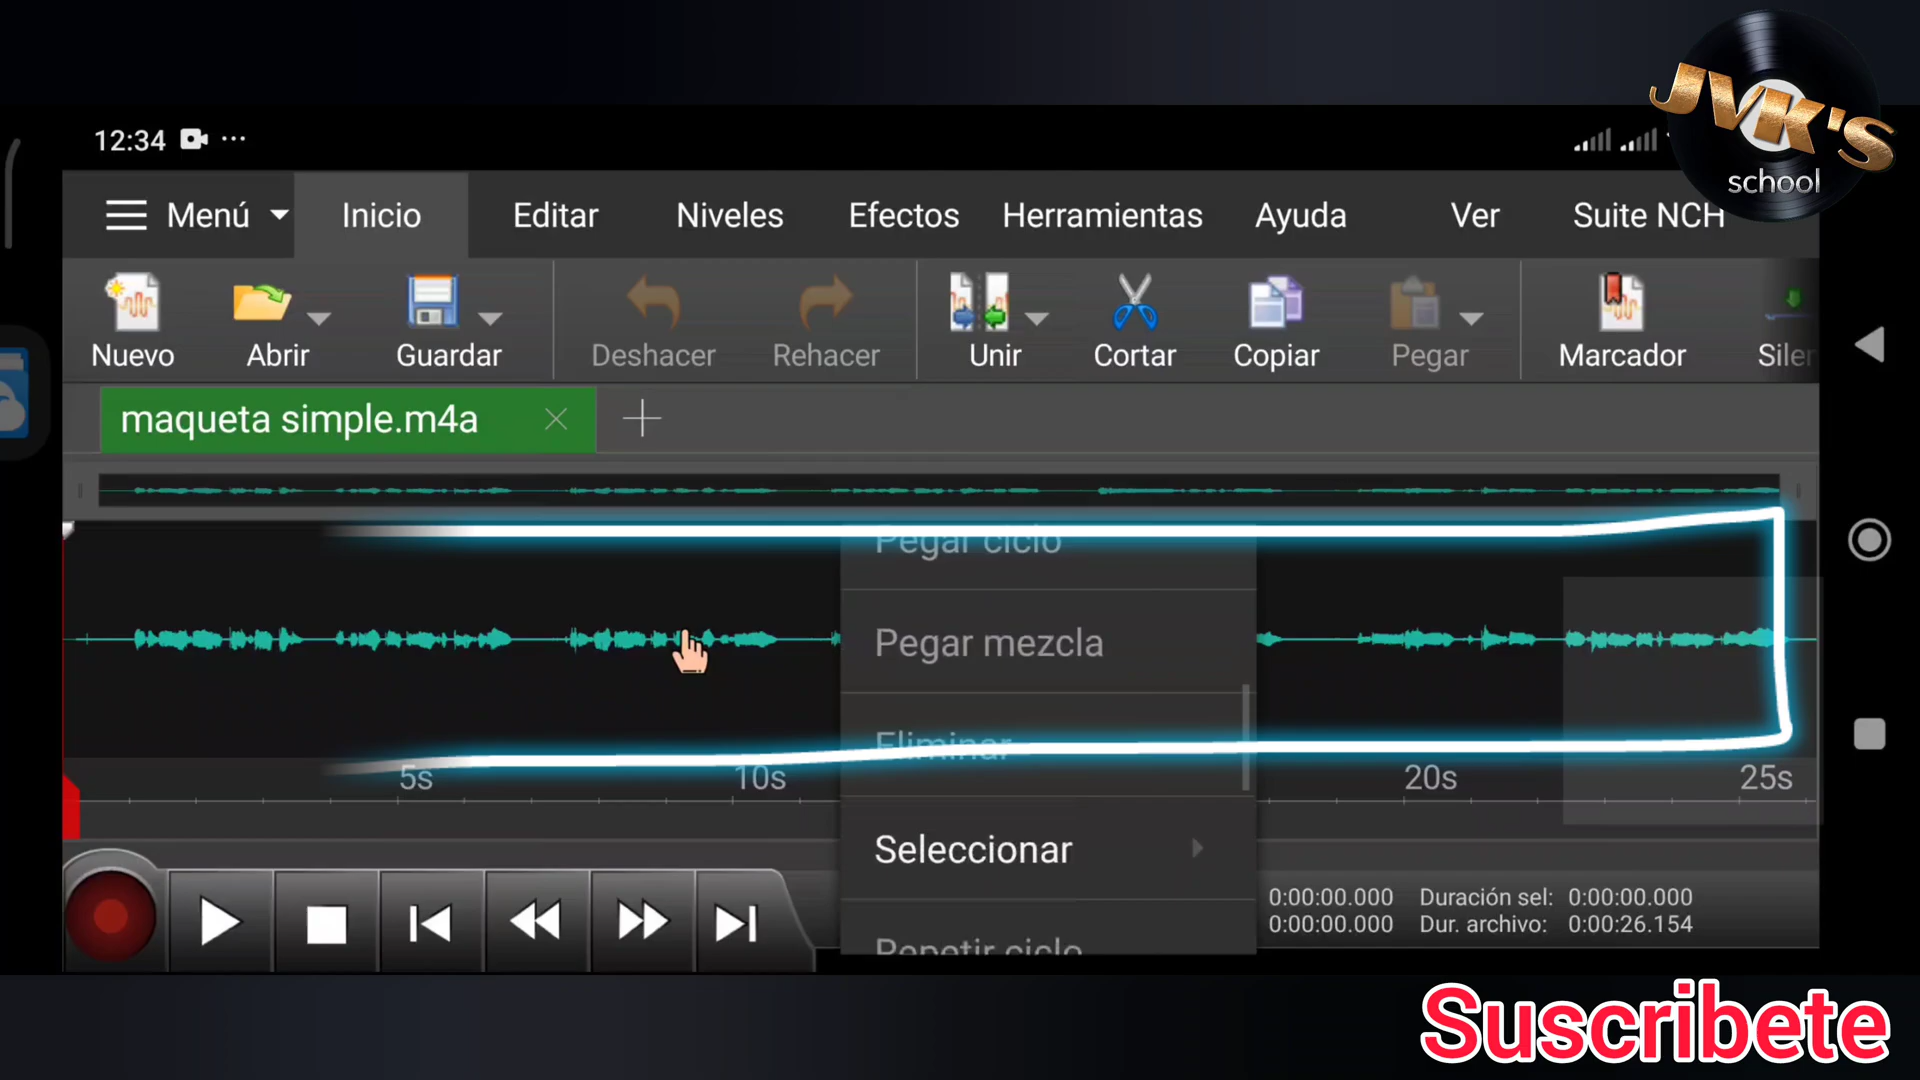 JVK'S
school
12:34
Menú Inicio Editar Niveles Efectos Herramientas Ayuda Ver Suite NCH
Nuevo Abrir Guardar Deshacer Rehacer Unir Cortar Copiar Pegar Marcador Siler
maqueta simple.m4a
Pegar ciclo
Pegar mezcla
Eliminar
5s 10s 20s 25s
Seleccionar
Repetir ciclo
0:00:00.000 Duración sel: 0:00:00.000
0:00:00.000 Dur. archivo: 0:00:26.154
Suscribete